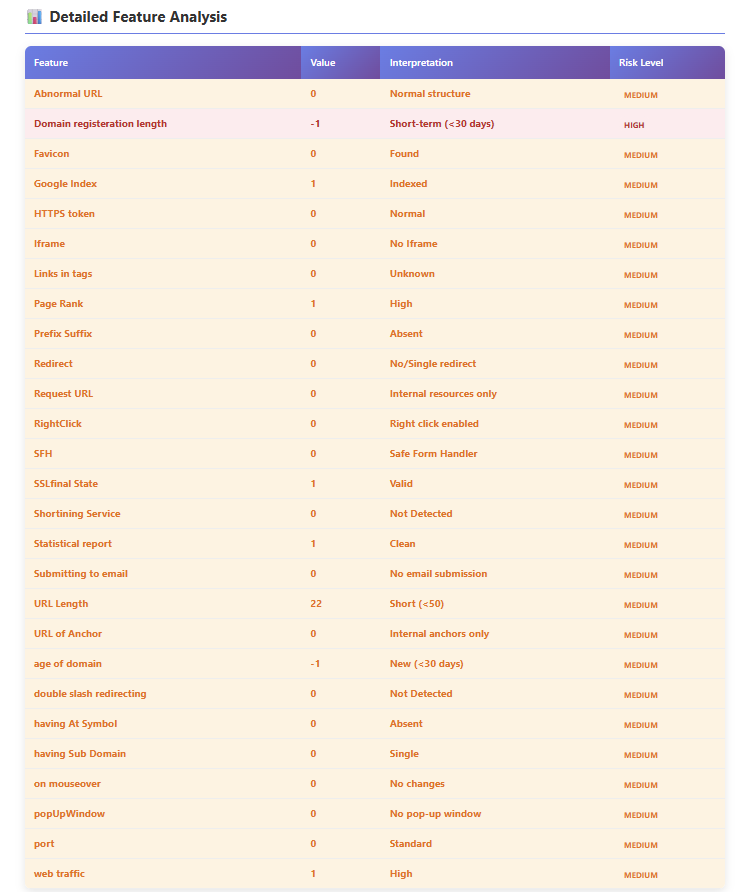 Detailed Feature Analysis
Feature Value Interpretation Risk Level
Abnormal URL 0 Normal structure MEDIUM
Domain registeration length -1 Short-term (<30 days) HIGH
Favicon 0 Found MEDIUM
Google Index 1 Indexed MEDIUM
HTTPS token 0 Normal MEDIUM
Iframe 0 No Iframe MEDIUM
Links in tags 0 Unknown MEDIUM
Page Rank 1 High MEDIUM
Prefix Suffix 0 Absent MEDIUM
Redirect 0 No/Single redirect MEDIUM
Request URL 0 Internal resources only MEDIUM
RightClick 0 Right click enabled MEDIUM
SFH 0 Safe Form Handler MEDIUM
SSLfinal State 1 Valid MEDIUM
Shortining Service 0 Not Detected MEDIUM
Statistical report 1 Clean MEDIUM
Submitting to email 0 No email submission MEDIUM
URL Length 22 Short (<50) MEDIUM
URL of Anchor 0 Internal anchors only MEDIUM
age of domain -1 New (<30 days) MEDIUM
double slash redirecting 0 Not Detected MEDIUM
having At Symbol 0 Absent MEDIUM
having Sub Domain 0 Single MEDIUM
on mouseover 0 No changes MEDIUM
popUpWindow 0 No pop-up window MEDIUM
port 0 Standard MEDIUM
web traffic 1 High MEDIUM